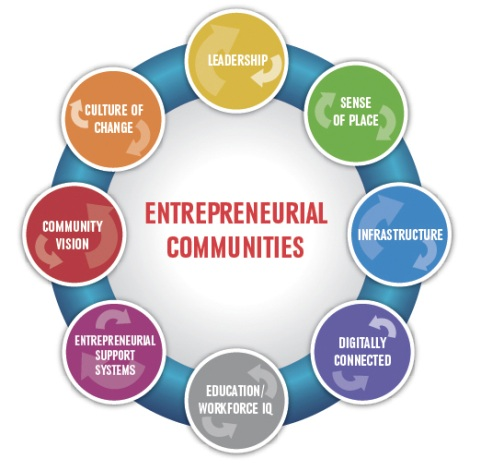 LEADERSHIP
SENSE
OF PLACE
INFRASTRUCTURE
DIGITALLY
CONNECTED
EDUCATION/
WORKFORCE IQ
ENTREPRENEURIAL
SUPPORT
SYSTEMS
COMMUNITY
VISION
CULTURE OF
CHANGE
ENTREPRENEURIAL
COMMUNITIES